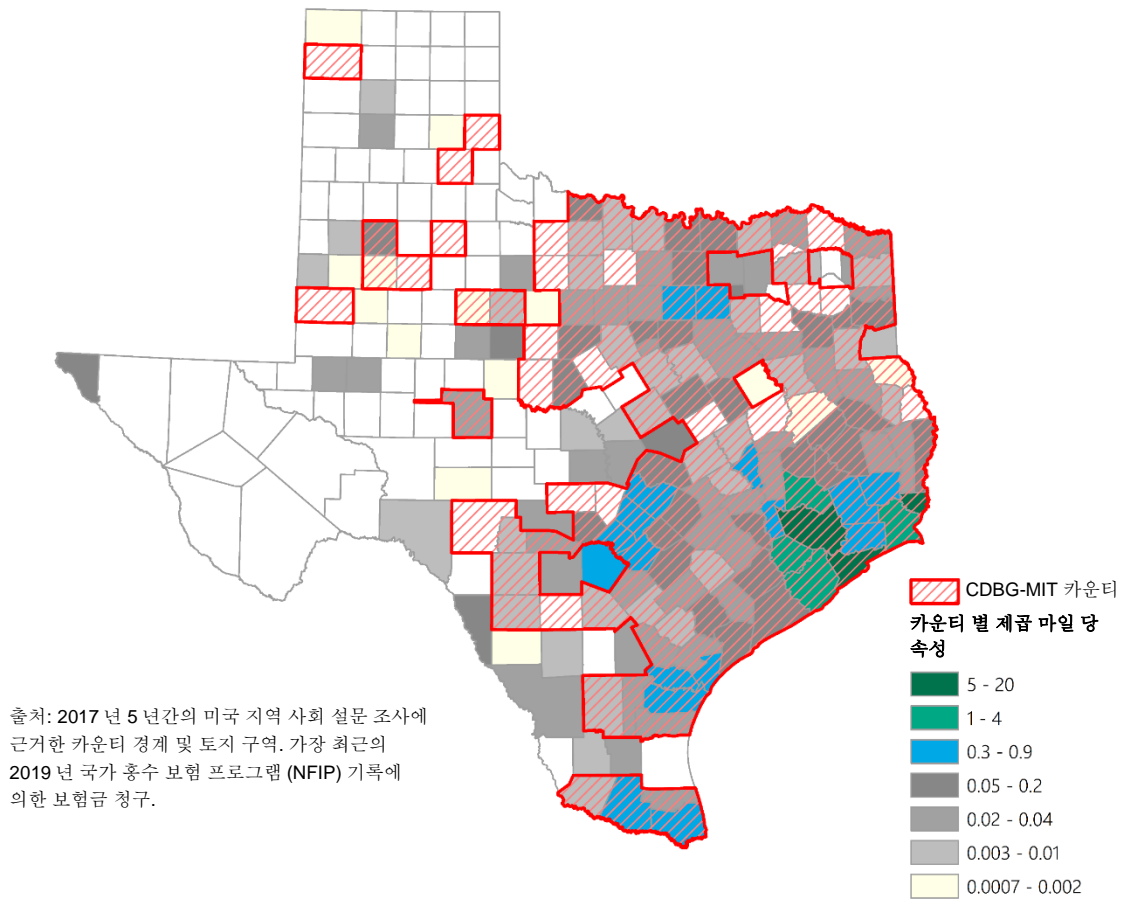 CDBG-MIT 카운티
카운티 별 제곱 마일 당
속성
5 - 20
1 - 4
0.3 - 0.9
0.05 - 0.2
0.02 - 0.04
0.003 - 0.01
0.0007 - 0.002
출처: 2017 년 5 년간의 미국 지역 사회 설문 조사에
근거한 카운티 경계 및 토지 구역. 가장 최근의
2019 년 국가 홍수 보험 프로그램 (NFIP) 기록에
의한 보험금 청구.